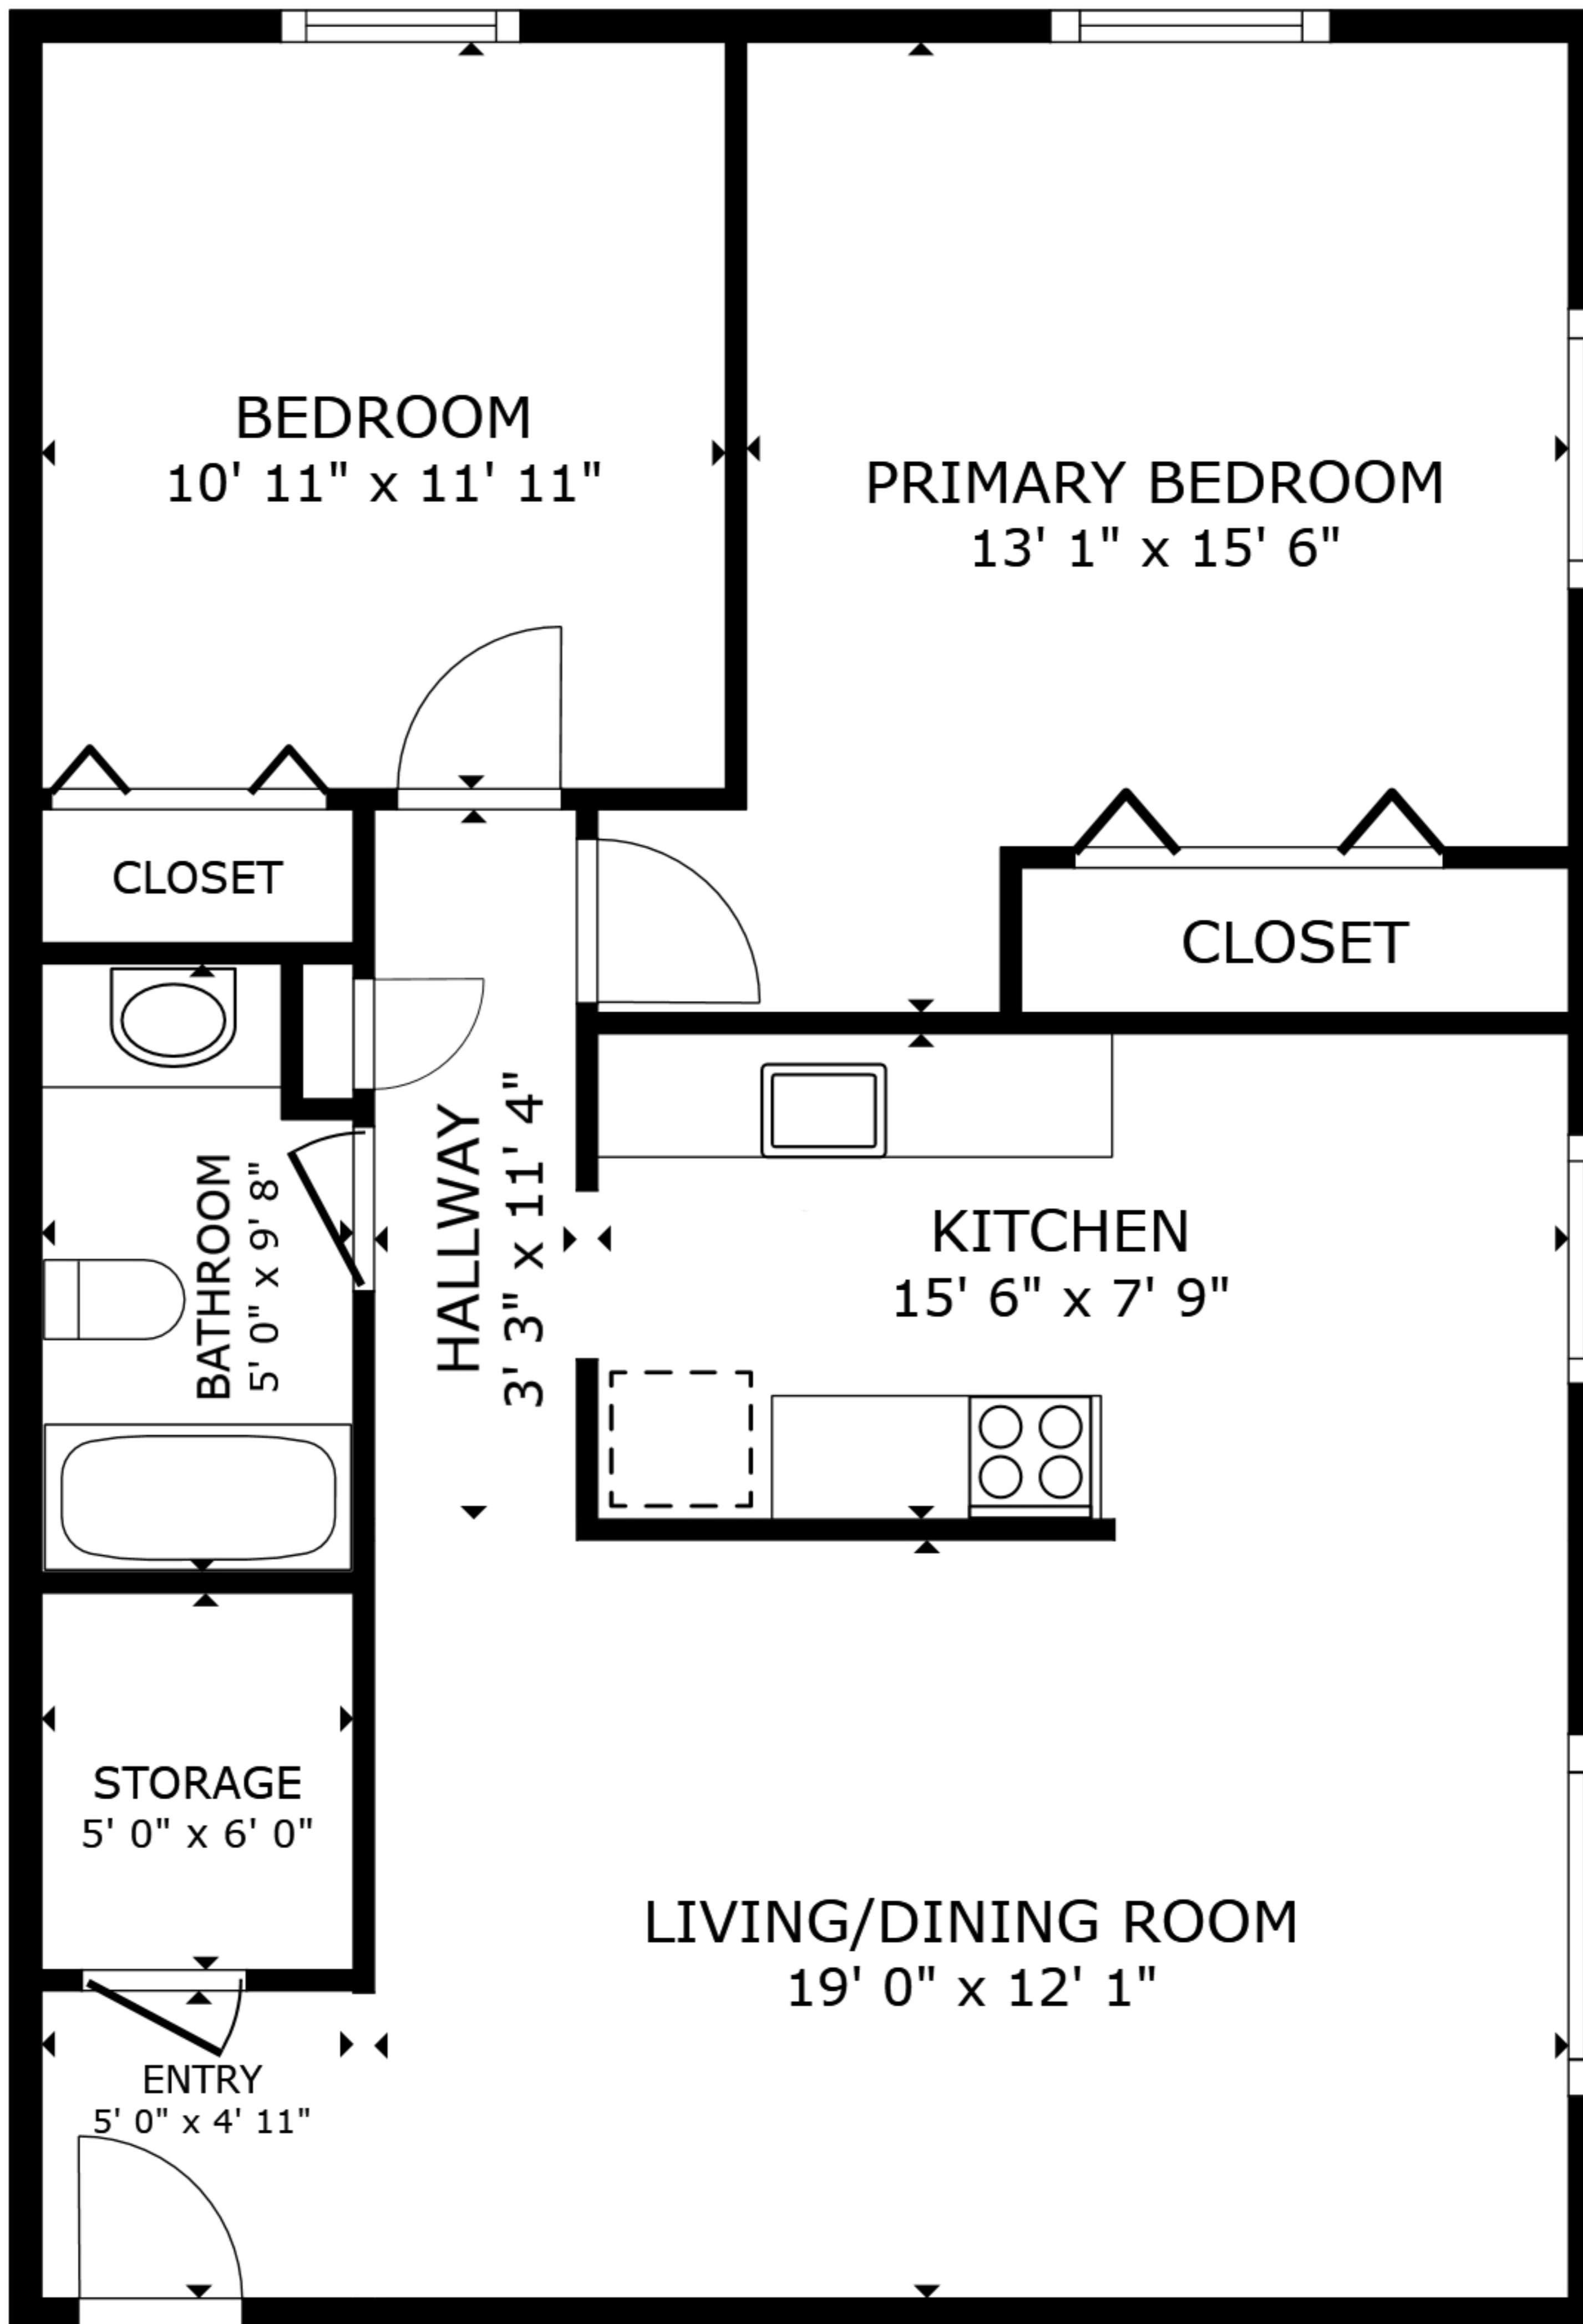 BEDROOM
10' 11" x 11' 11"
PRIMARY BEDROOM
13' 1" x 15' 6"
CLOSET
CLOSET
BATHROOM
5' 0" x 9' 8"
HALLWAY
3' 3" x 11' 4"
KITCHEN
15' 6" x 7' 9"
STORAGE
5' 0" x 6' 0"
LIVING/DINING ROOM
19' 0" x 12' 1"
ENTRY
5' 0" x 4' 11"